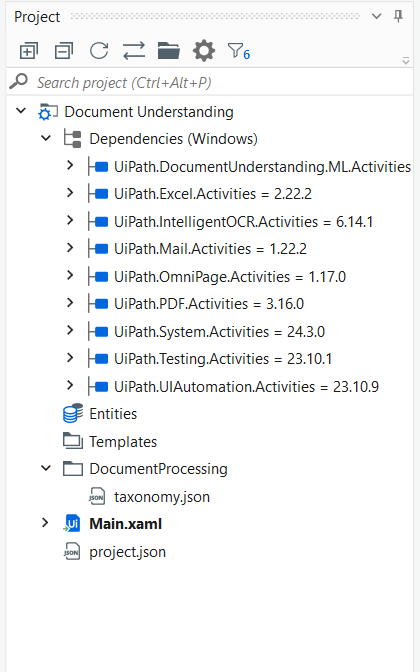 Project
6
Search project (Ctrl+Alt+P)
Document Understanding
Dependencies (Windows)
UiPath.DocumentUnderstanding.ML.Activities
UiPath.Excel.Activities = 2.22.2
UiPath.IntelligentOCR.Activities = 6.14.1
UiPath.Mail.Activities = 1.22.2
UiPath.OmniPage.Activities = 1.17.0
UiPath.PDF.Activities = 3.16.0
UiPath.System.Activities = 24.3.0
UiPath.Testing.Activities = 23.10.1
UiPath.UIAutomation.Activities = 23.10.9
Entities
Templates
DocumentProcessing
JSON taxonomy.json
Ui Main.xaml
JSON project.json